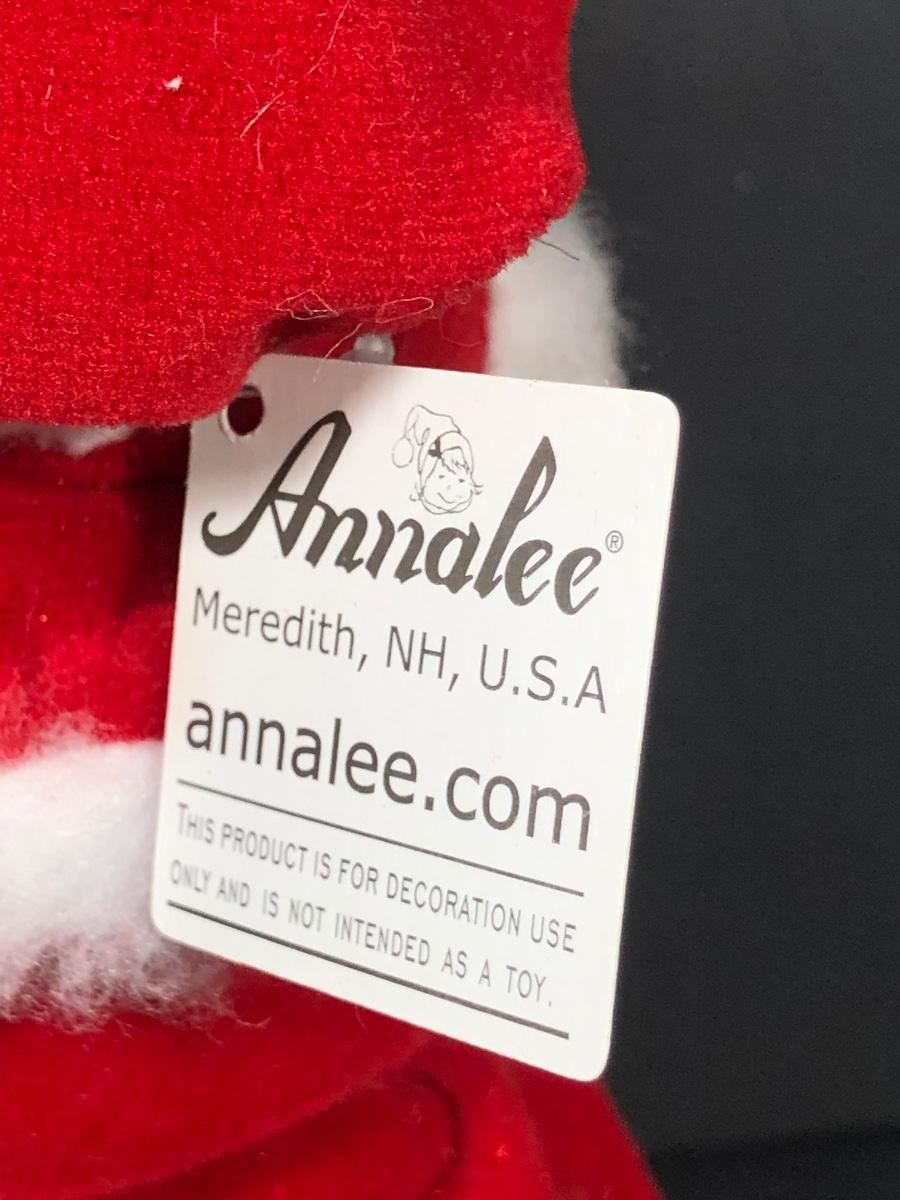 Annalee®
Meredith, NH, U.S.A
annalee.com
THIS PRODUCT IS FOR DECORATION USE
ONLY AND IS NOT INTENDED AS A TOY.